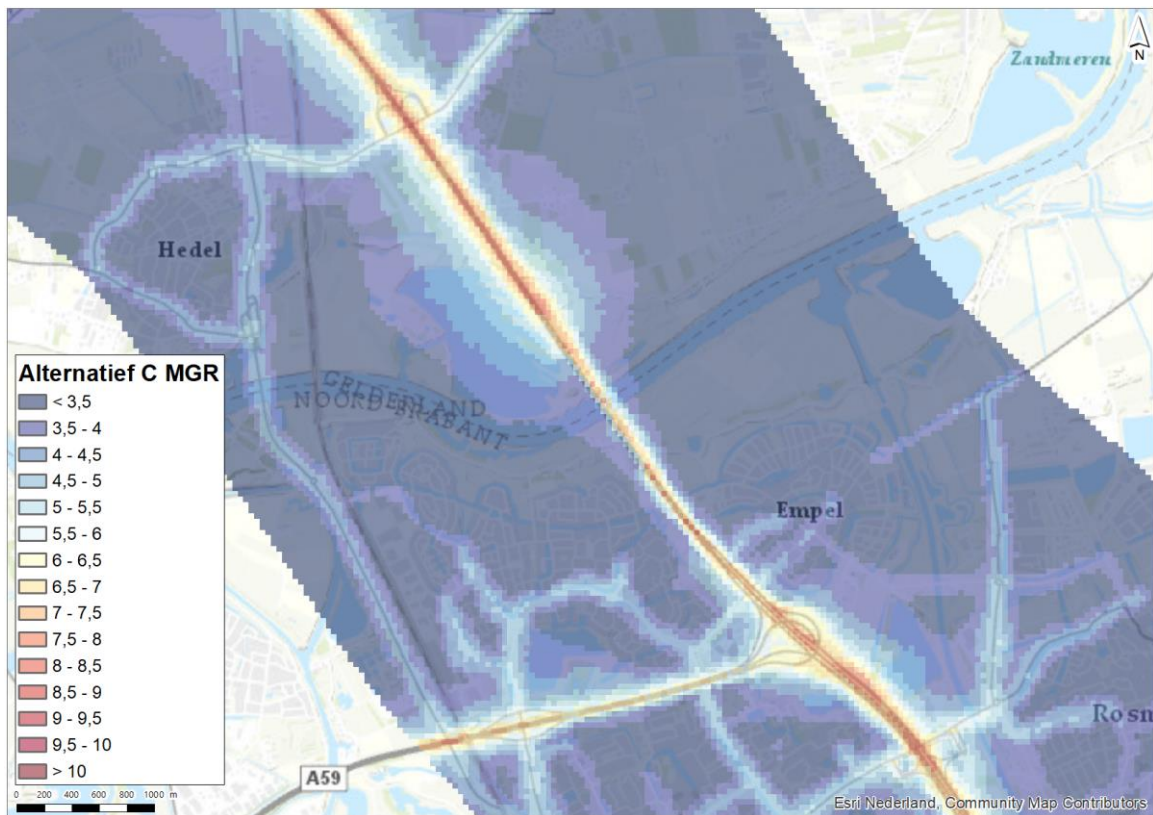 Zandmeren
N
Hedel
GELDERLAND
NOORD-BRABANT
Alternatief C MGR
< 3,5
3,5 - 4
4 - 4,5
4,5 - 5
5 - 5,5
5,5 - 6
6 - 6,5
6,5 - 7
7 - 7,5
7,5 - 8
8 - 8,5
8,5 - 9
9 - 9,5
9,5 - 10
> 10
Empel
Rosm
A59
0 200 400 600 800 1000 m
Esri Nederland, Community Map Contributors